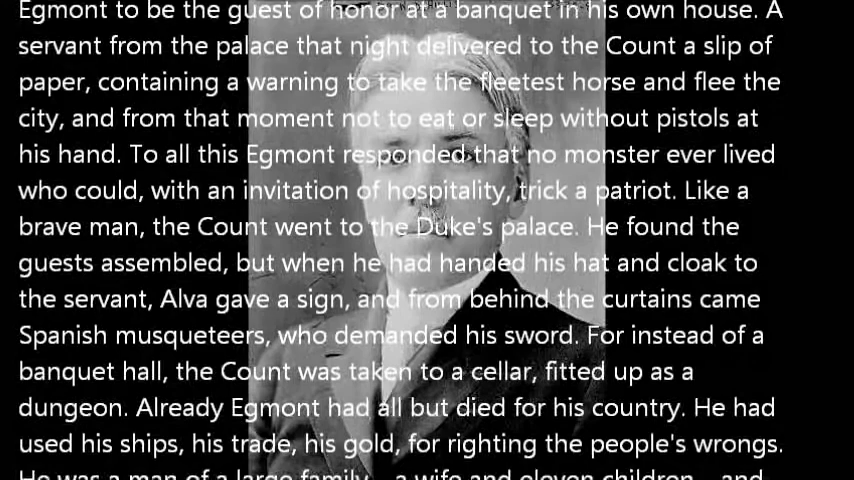 Egmont to be the guest of honor at a banquet in his own house. A
servant from the palace that night delivered to the Count a slip of
paper, containing a warning to take the fleetest horse and flee the
city, and from that moment not to eat or sleep without pistols at
his hand. To all this Egmont responded that no monster ever lived
who could, with an invitation of hospitality, trick a patriot. Like a
brave man, the Count went to the Duke's palace. He found the
guests assembled, but when he had handed his hat and cloak to
the servant, Alva gave a sign, and from behind the curtains came
Spanish musqueteers, who demanded his sword. For instead of a
banquet hall, the Count was taken to a cellar, fitted up as a
dungeon. Already Egmont had all but died for his country. He had
used his ships, his trade, his gold, for righting the people's wrongs.
He was a man of a large family—a wife and eleven children—and